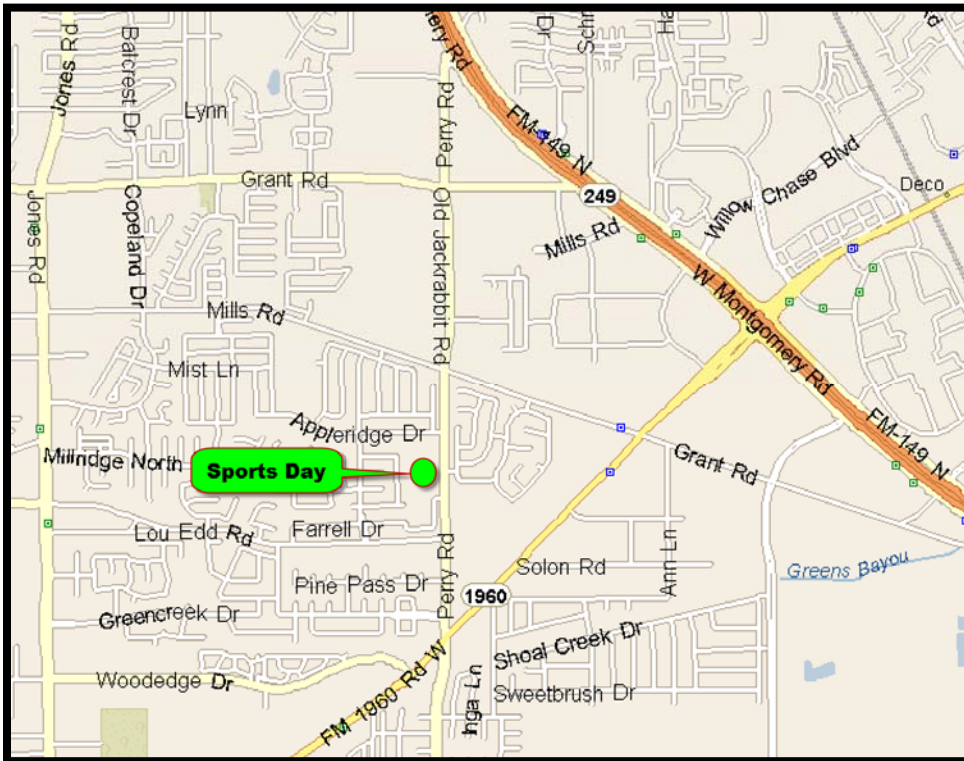 Jones Rd
Batcrest Dr
Lynn
Old Jackrabbit Rd
Perry Rd
FM-149 N
Grant Rd
249
Willow Chase Blvd
Deco
Jones Rd
Copeland Dr
Mills Rd
Mills Rd
W Montgomery Rd
Mist Ln
Appleridge Dr
FM-149 N
Millridge North
Sports Day
Grant Rd
Lou Edd Rd
Farrell Dr
Perry Rd
Solon Rd
Ann Ln
Greens Bayou
Pine Pass Dr
1960
Greencreek Dr
Shoal Creek Dr
Woodedge Dr
FM 1960 Rd W
Inga Ln
Sweetbrush Dr